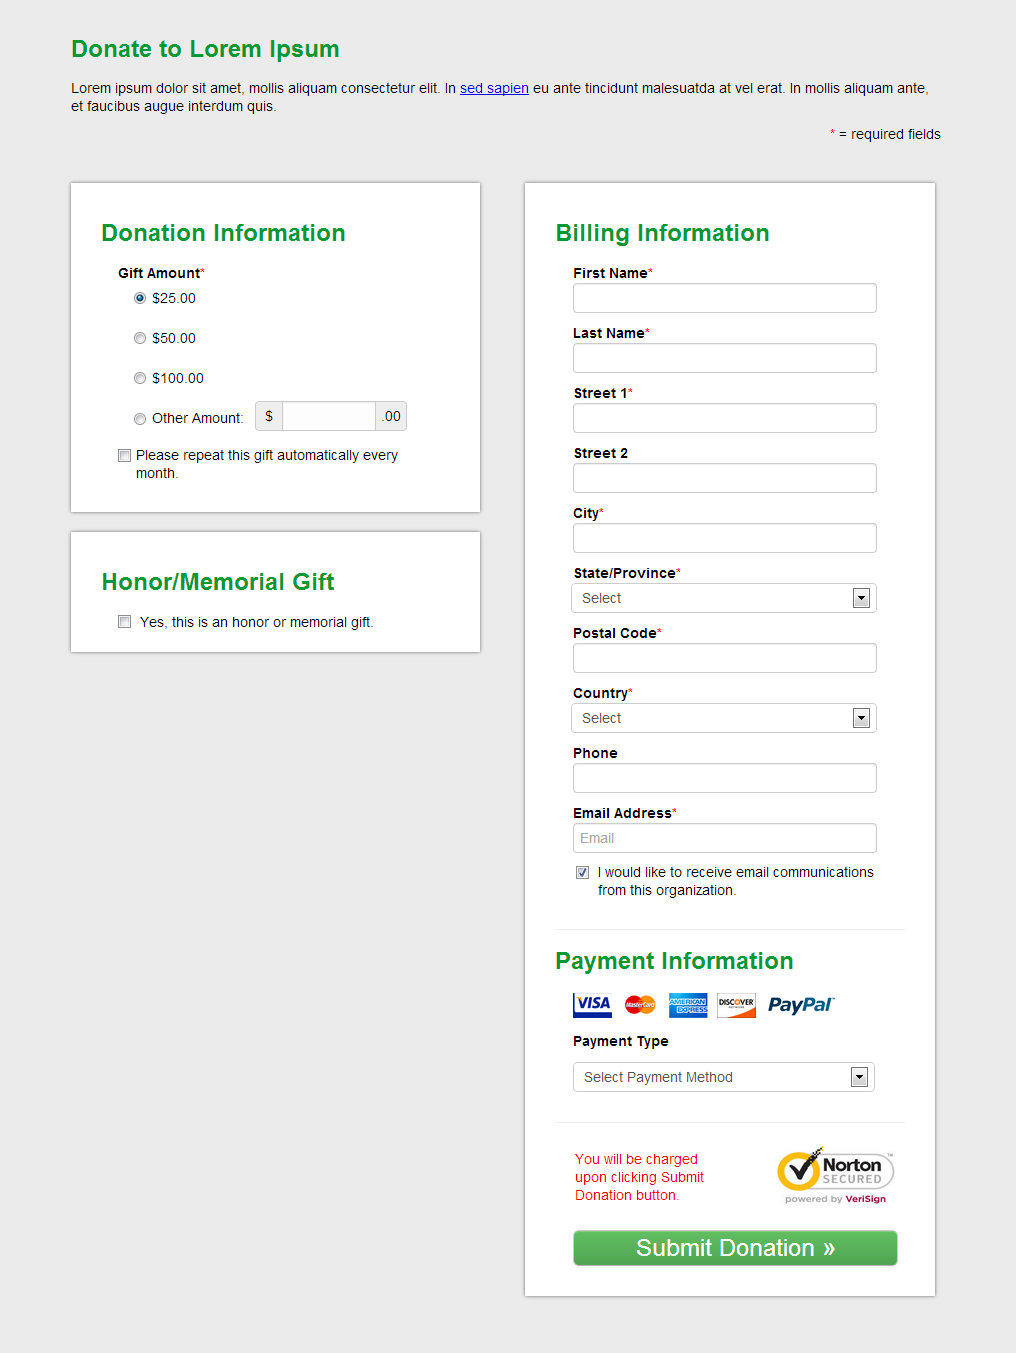 Donate to Lorem Ipsum
Lorem ipsum dolor sit amet, mollis aliquam consectetur elit. In sed sapien eu ante tincidunt malesuatda at vel erat. In mollis aliquam ante,
et faucibus augue interdum quis.
* = required fields
Donation Information
Gift Amount*
$25.00
$50.00
$100.00
Other Amount: $ .00
Please repeat this gift automatically every
month.
Honor/Memorial Gift
Yes, this is an honor or memorial gift.
Billing Information
First Name*
Last Name*
Street 1*
Street 2
City*
State/Province*
Select
Postal Code*
Country*
Select
Phone
Email Address*
Email
I would like to receive email communications
from this organization.
Payment Information
VISA MasterCard AMERICAN EXPRESS DISCOVER NETWORK PayPal
Payment Type
Select Payment Method
You will be charged
upon clicking Submit
Donation button.
Norton
SECURED
powered by VeriSign
Submit Donation »